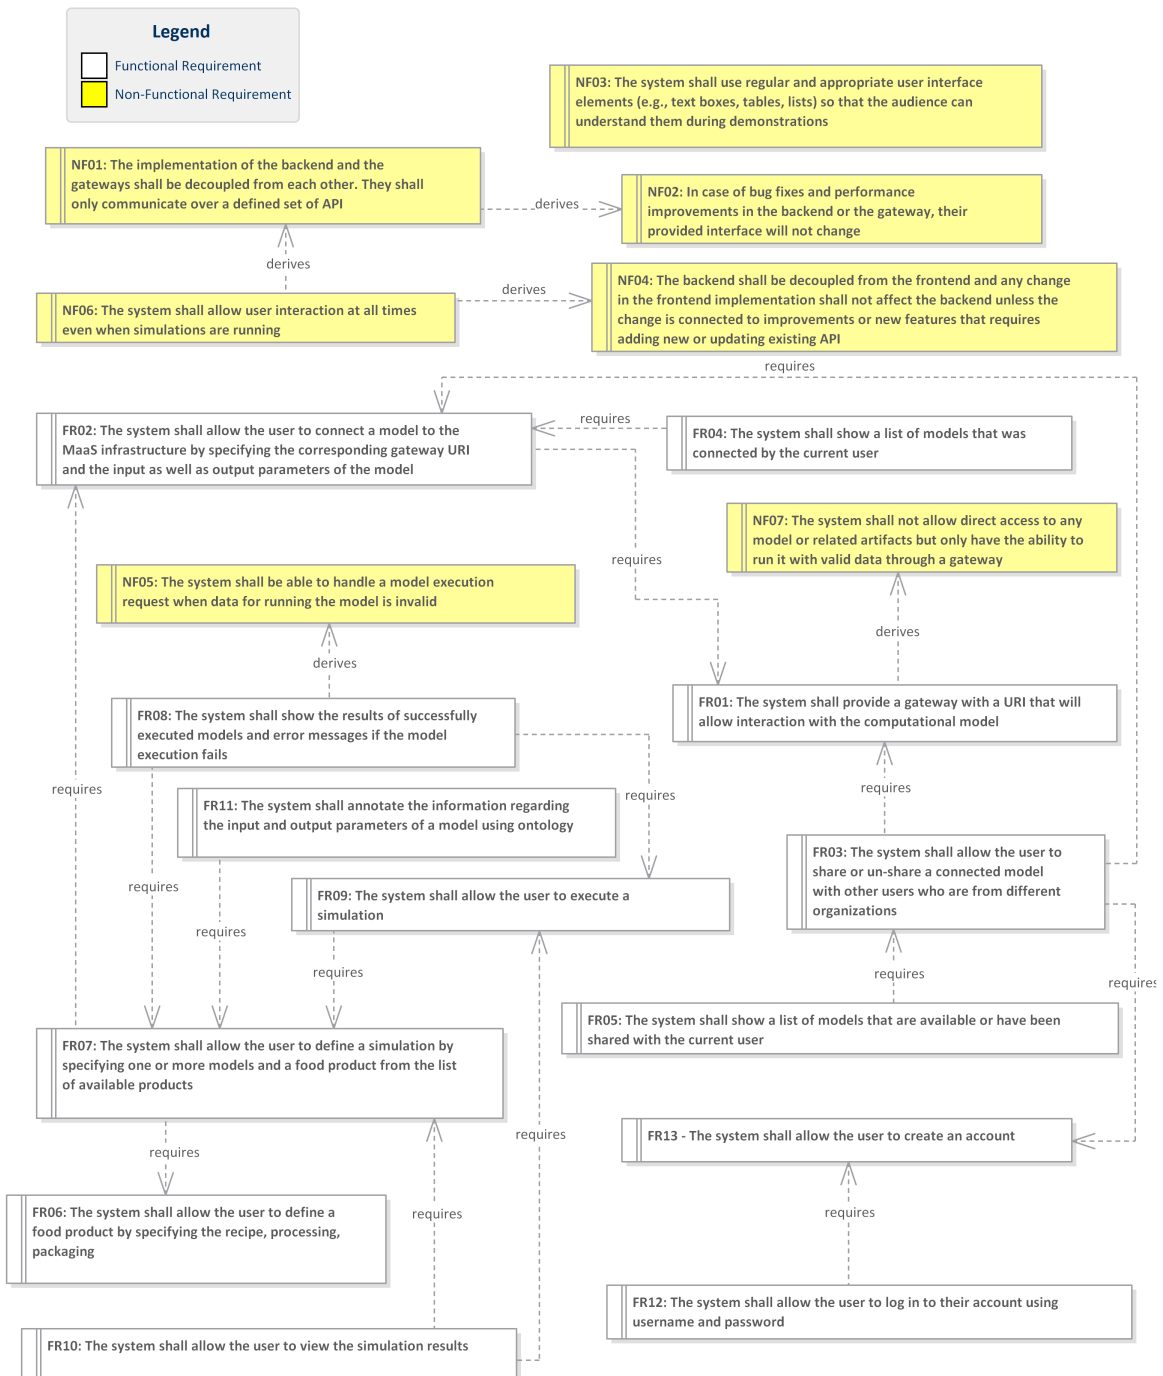 Legend
Functional Requirement
Non-Functional Requirement
NF03: The system shall use regular and appropriate user interface
elements (e.g., text boxes, tables, lists) so that the audience can
understand them during demonstrations
NF01: The implementation of the backend and the
gateways shall be decoupled from each other. They shall
only communicate over a defined set of API
derives
NF02: In case of bug fixes and performance
improvements in the backend or the gateway, their
provided interface will not change
derives
NF06: The system shall allow user interaction at all times
even when simulations are running
derives
NF04: The backend shall be decoupled from the frontend and any change
in the frontend implementation shall not affect the backend unless the
change is connected to improvements or new features that requires
adding new or updating existing API
requires
FR02: The system shall allow the user to connect a model to the
MaaS infrastructure by specifying the corresponding gateway URI
and the input as well as output parameters of the model
requires
FR04: The system shall show a list of models that was
connected by the current user
NF07: The system shall not allow direct access to any
model or related artifacts but only have the ability to
run it with valid data through a gateway
requires
NF05: The system shall be able to handle a model execution
request when data for running the model is invalid
derives
derives
FR01: The system shall provide a gateway with a URI that will
allow interaction with the computational model
FR08: The system shall show the results of successfully
executed models and error messages if the model
execution fails
requires
requires
requires
FR11: The system shall annotate the information regarding
the input and output parameters of a model using ontology
FR03: The system shall allow the user to
share or un-share a connected model
with other users who are from different
organizations
requires
FR09: The system shall allow the user to execute a
simulation
requires
requires
requires
requires
FR05: The system shall show a list of models that are available or have been
shared with the current user
FR07: The system shall allow the user to define a simulation by
specifying one or more models and a food product from the list
of available products
requires
FR13 - The system shall allow the user to create an account
requires
FR06: The system shall allow the user to define a
food product by specifying the recipe, processing,
packaging
requires
requires
FR12: The system shall allow the user to log in to their account using
username and password
FR10: The system shall allow the user to view the simulation results